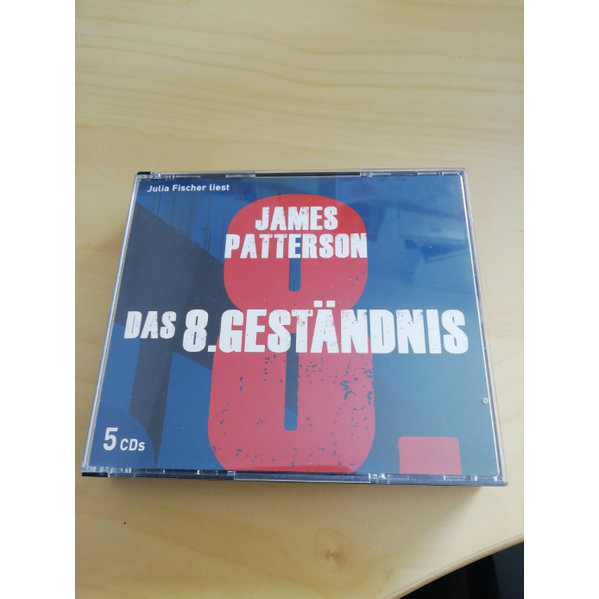 Julia Fischer liest
JAMES
PATTERSON
8.
DAS 8.GESTÄNDNIS
5 CDs